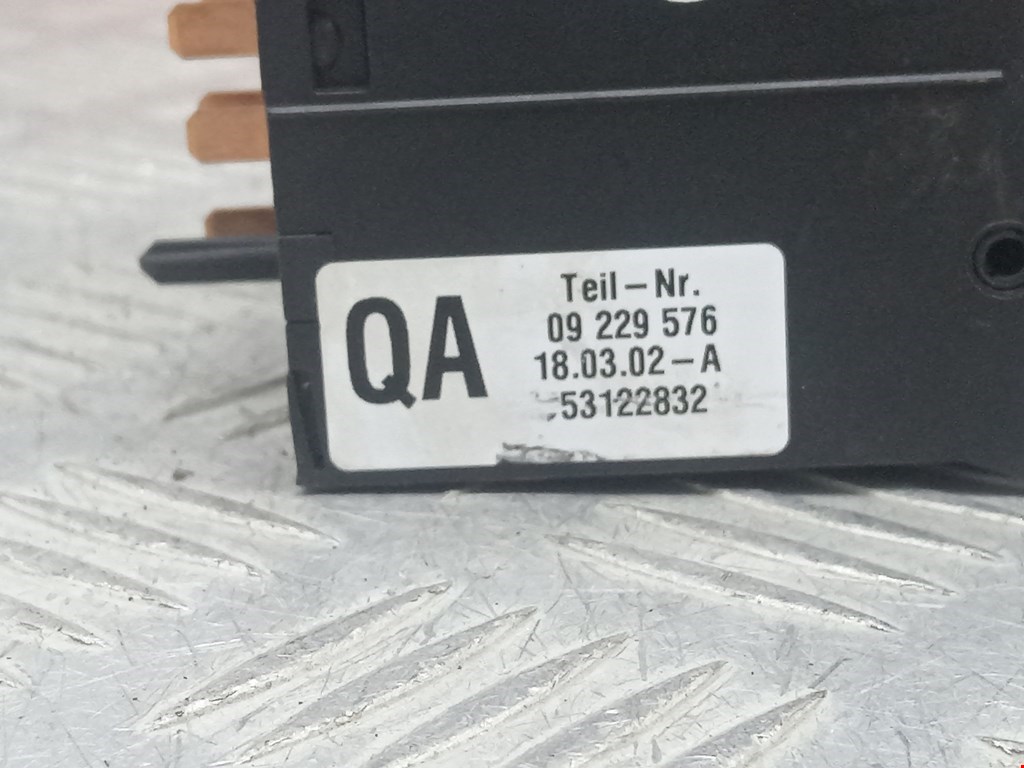 QA
Teil – Nr.
09 229 576
18.03.02 – A
53122832